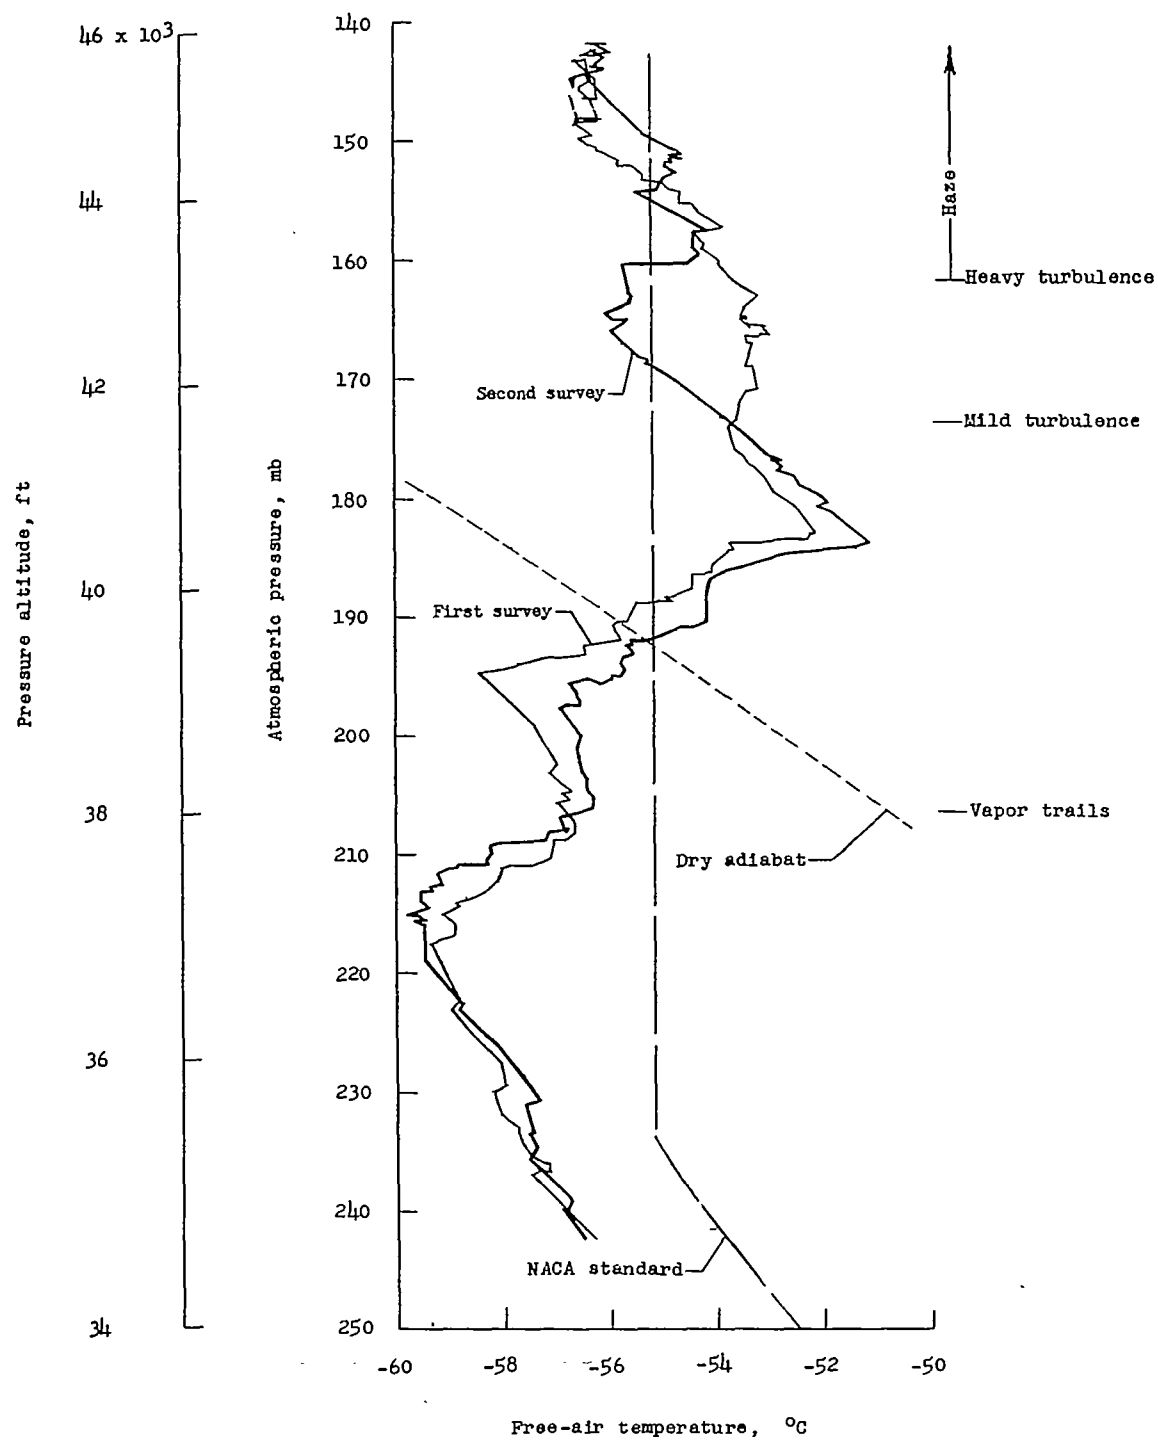 46 x 10³
44
42
40
38
36
34
Pressure altitude, ft
140
150
160
170
180
190
200
210
220
230
240
250
Atmospheric pressure, mb
Haze
Heavy turbulence
Second survey
Mild turbulence
First survey
Vapor trails
Dry adiabat
NACA standard
-60
-58
-56
-54
-52
-50
Free-air temperature, °C